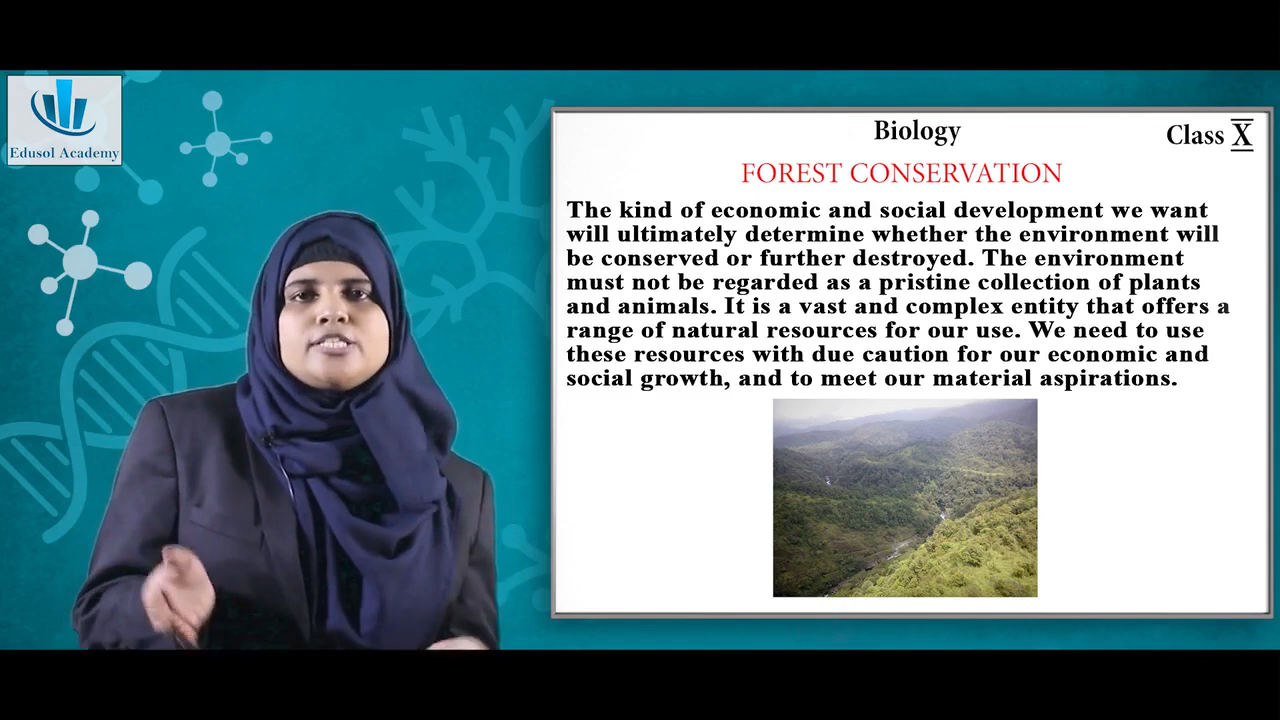 Edusol Academy
Biology
Class X
FOREST CONSERVATION
The kind of economic and social development we want
will ultimately determine whether the environment will
be conserved or further destroyed. The environment
must not be regarded as a pristine collection of plants
and animals. It is a vast and complex entity that offers a
range of natural resources for our use. We need to use
these resources with due caution for our economic and
social growth, and to meet our material aspirations.